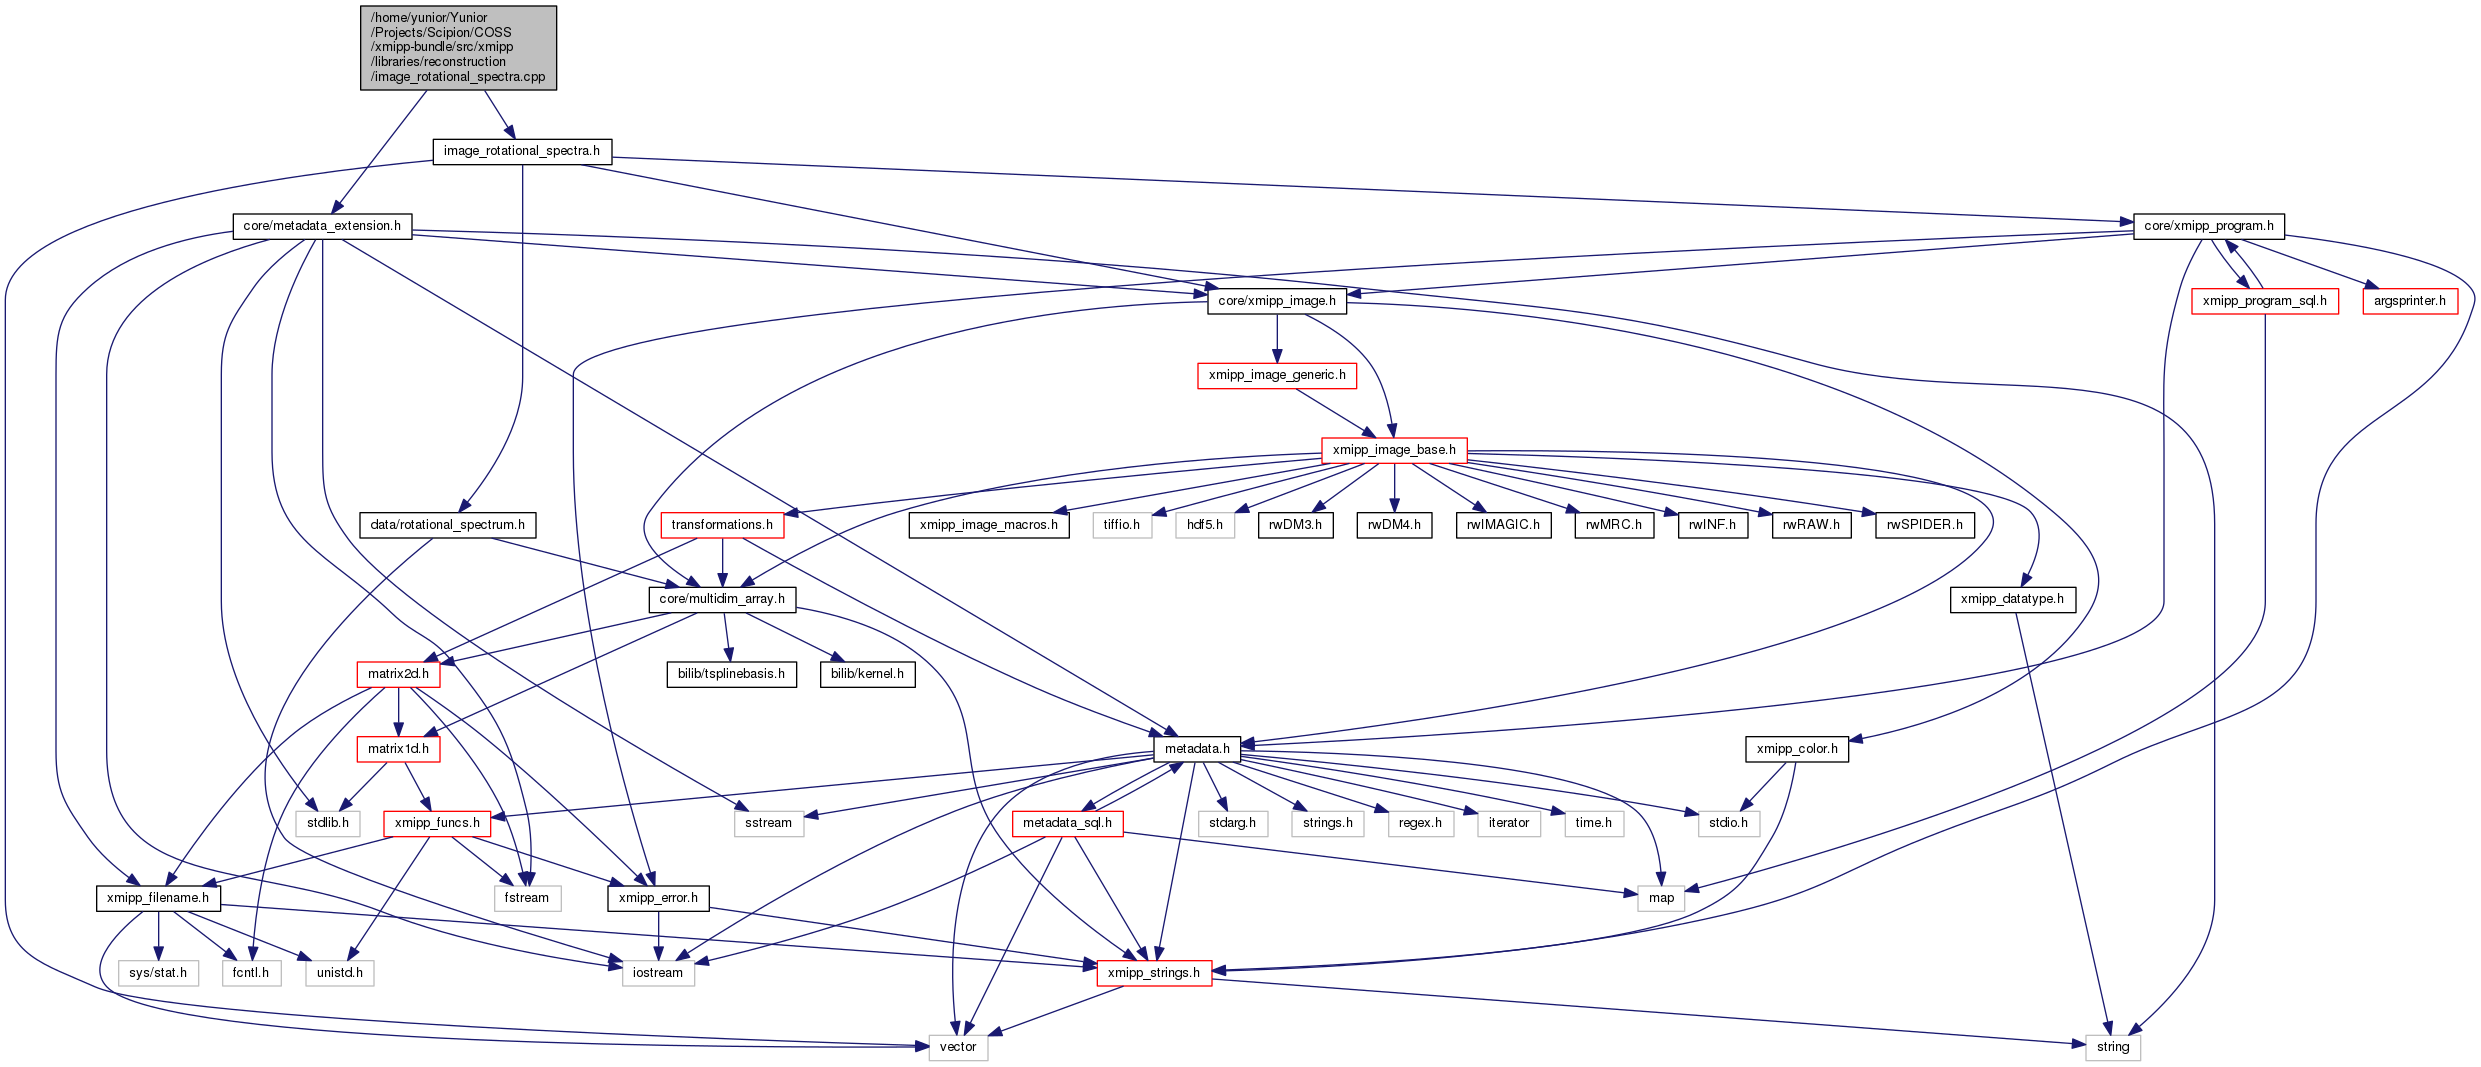 /home/yunior/Yunior
/Projects/Scipion/COSS
/xmipp-bundle/src/xmipp
/libraries/reconstruction
/image_rotational_spectra.cpp
image_rotational_spectra.h
core/metadata_extension.h
core/xmipp_program.h
core/xmipp_image.h
xmipp_program_sql.h
argsprinter.h
xmipp_image_generic.h
xmipp_image_base.h
data/rotational_spectrum.h
transformations.h
xmipp_image_macros.h
tiffio.h
hdf5.h
rwDM3.h
rwDM4.h
rwIMAGIC.h
rwMRC.h
rwINF.h
rwRAW.h
rwSPIDER.h
core/multidim_array.h
xmipp_datatype.h
matrix2d.h
bilib/tsplinebasis.h
bilib/kernel.h
matrix1d.h
metadata.h
xmipp_color.h
stdlib.h
xmipp_funcs.h
sstream
metadata_sql.h
stdarg.h
strings.h
regex.h
iterator
time.h
stdio.h
xmipp_filename.h
fstream
xmipp_error.h
map
sys/stat.h
fcntl.h
unistd.h
iostream
xmipp_strings.h
vector
string